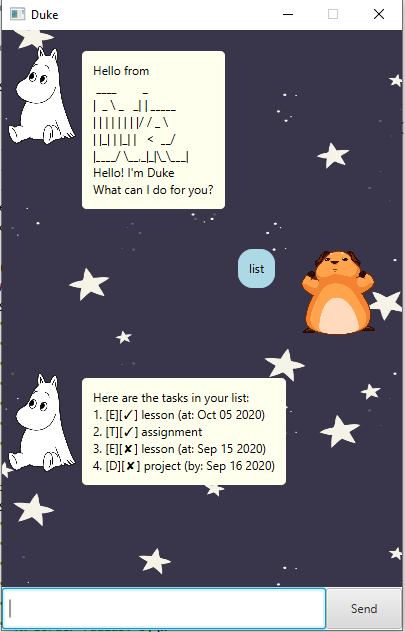 Duke
Hello from
 ____        _
|  _ \ _   _| | _____
| | | | | | | |/ / _ \
| |_| | |_| |   <  __/
|____/ \__,_|_|\_\___|
Hello! I'm Duke
What can I do for you?
list
Here are the tasks in your list:
1. [E][✓] lesson (at: Oct 05 2020)
2. [T][✓] assignment
3. [E][✘] lesson (at: Sep 15 2020)
4. [D][✘] project (by: Sep 16 2020)
Send